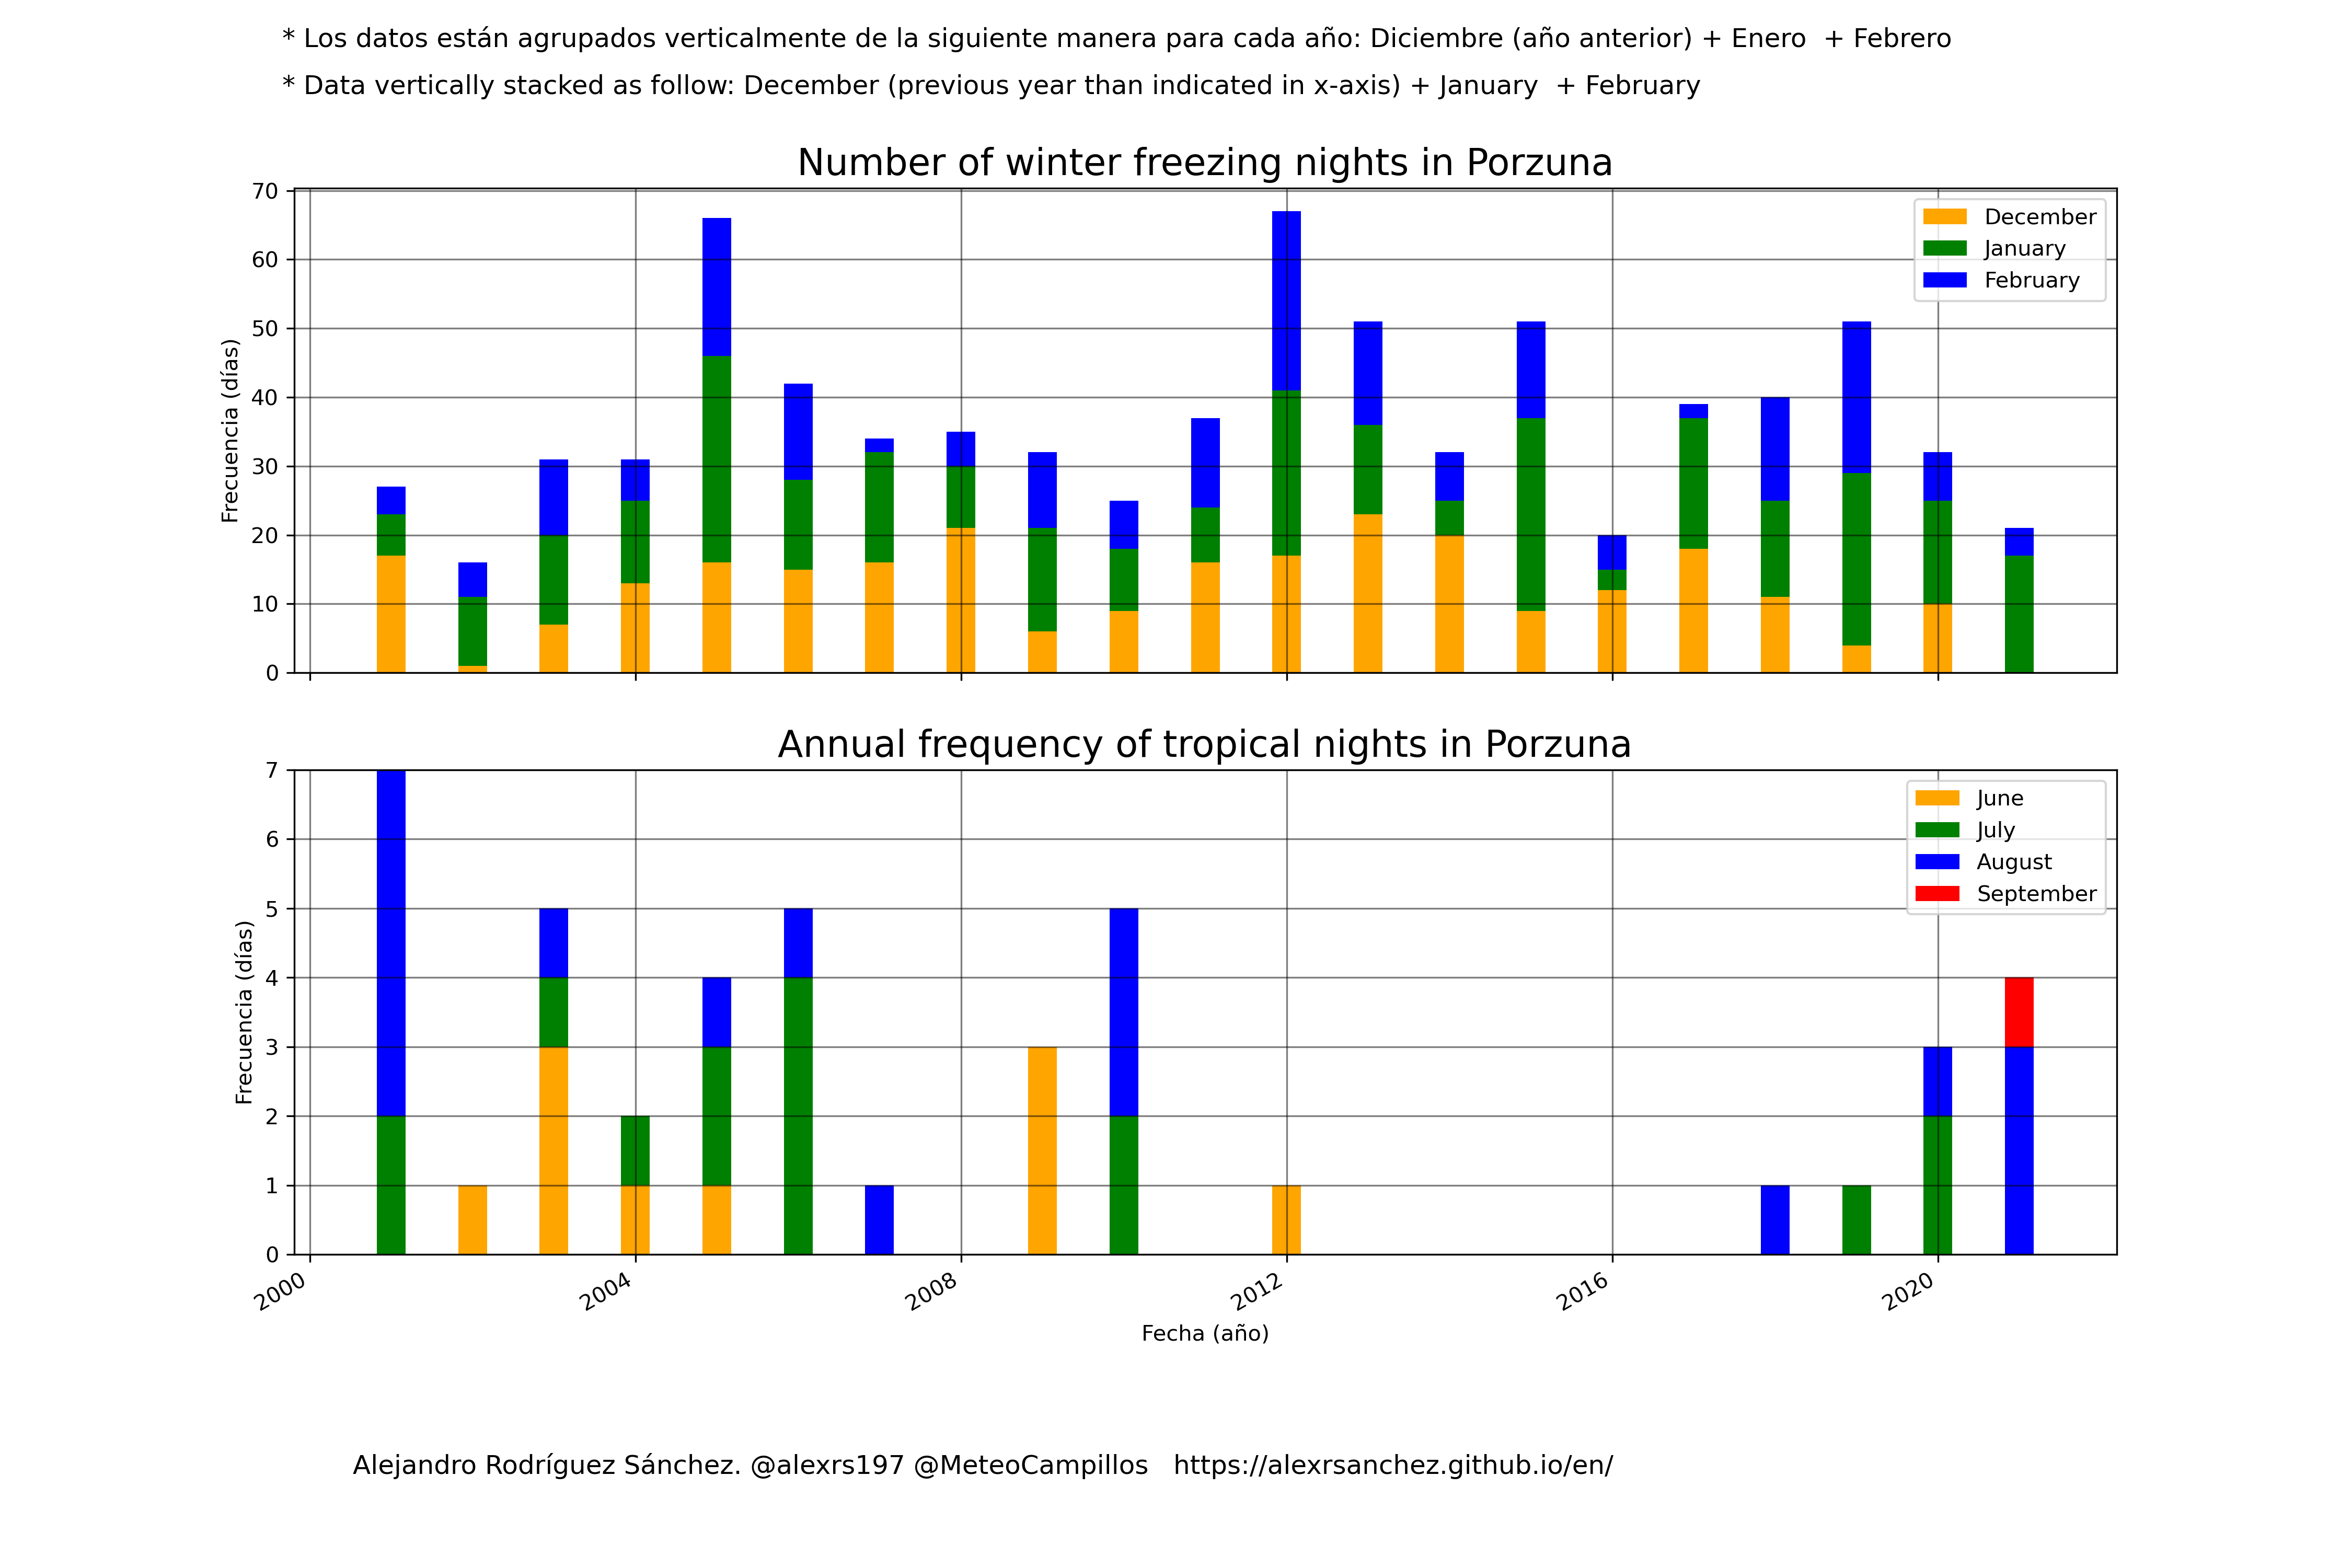 * Los datos están agrupados verticalmente de la siguiente manera para cada año: Diciembre (año anterior) + Enero  + Febrero
* Data vertically stacked as follow: December (previous year than indicated in x-axis) + January  + February
Number of winter freezing nights in Porzuna
70
60
50
40
30
20
10
0
Frecuencia (días)
December
January
February
Annual frequency of tropical nights in Porzuna
7
6
5
4
3
2
1
0
Frecuencia (días)
June
July
August
September
2000
2004
2008
2012
2016
2020
Fecha (año)
Alejandro Rodríguez Sánchez. @alexrs197 @MeteoCampillos   https://alexrsanchez.github.io/en/